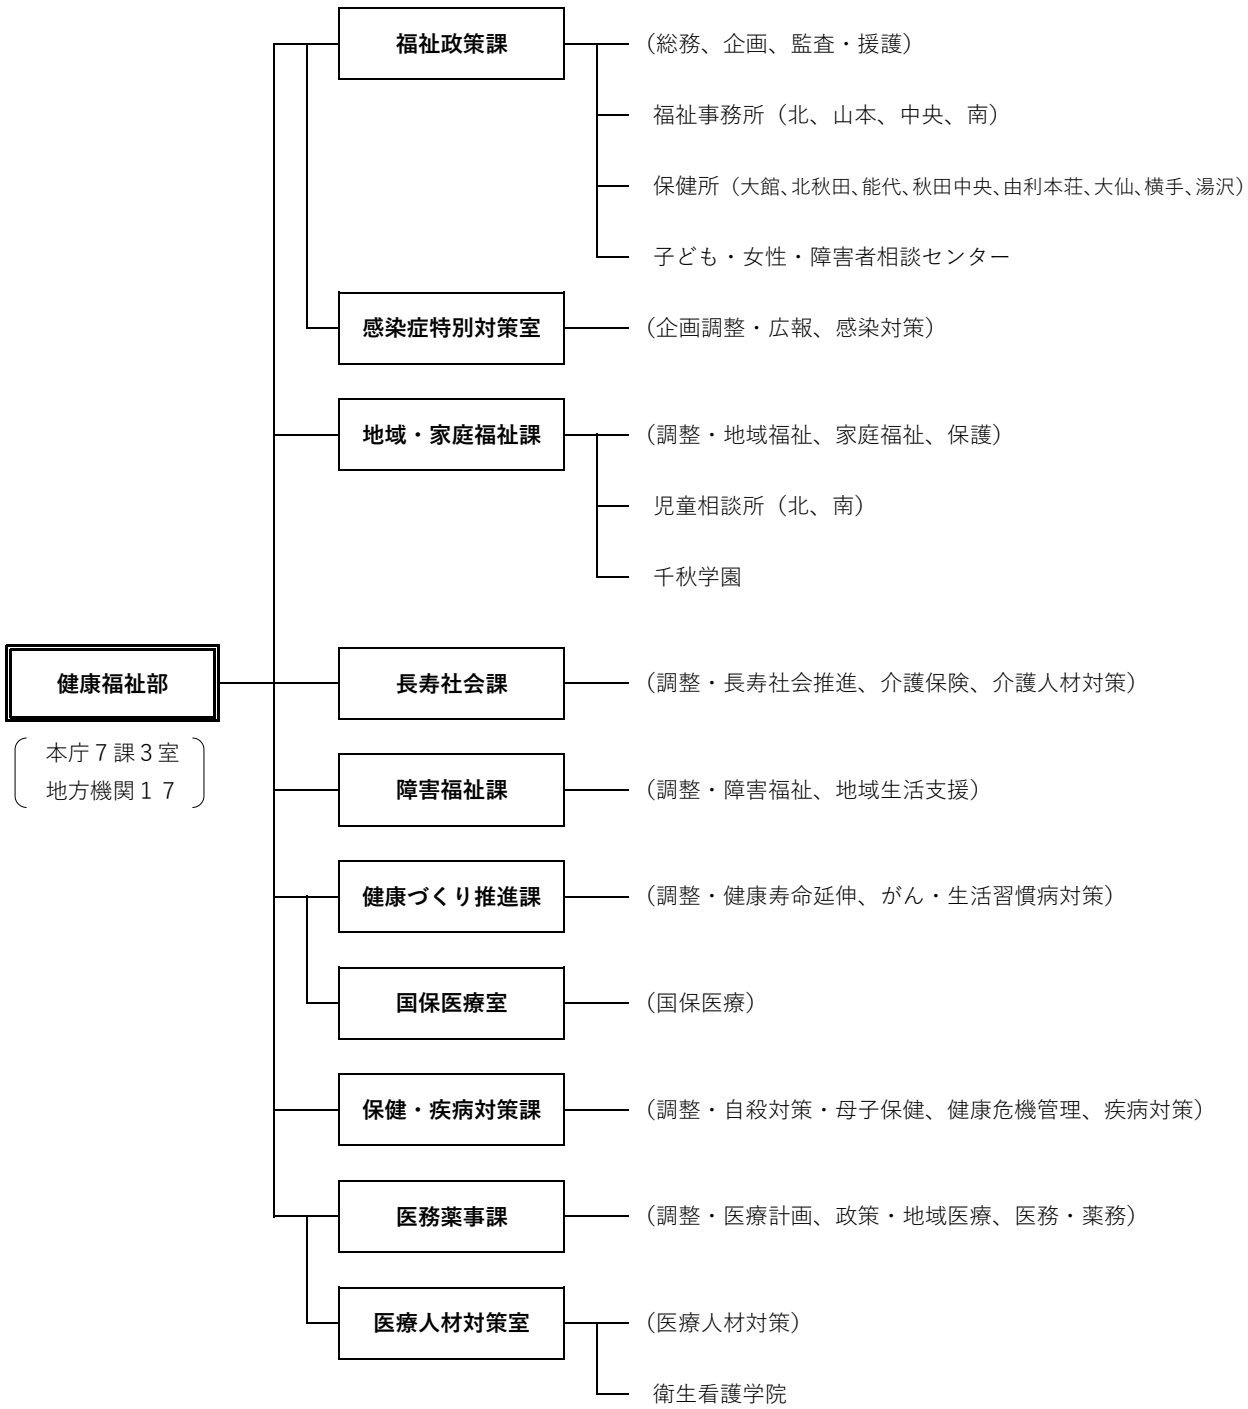 福祉政策課
（総務、企画、監査・援護）
福祉事務所（北、山本、中央、南）
保健所（大館、北秋田、能代、秋田中央、由利本荘、大仙、横手、湯沢）
子ども・女性・障害者相談センター
感染症特別対策室
（企画調整・広報、感染対策）
地域・家庭福祉課
（調整・地域福祉、家庭福祉、保護）
児童相談所（北、南）
千秋学園
健康福祉部
本庁７課３室
地方機関１７
長寿社会課
（調整・長寿社会推進、介護保険、介護人材対策）
障害福祉課
（調整・障害福祉、地域生活支援）
健康づくり推進課
（調整・健康寿命延伸、がん・生活習慣病対策）
国保医療室
（国保医療）
保健・疾病対策課
（調整・自殺対策・母子保健、健康危機管理、疾病対策）
医務薬事課
（調整・医療計画、政策・地域医療、医務・薬務）
医療人材対策室
（医療人材対策）
衛生看護学院